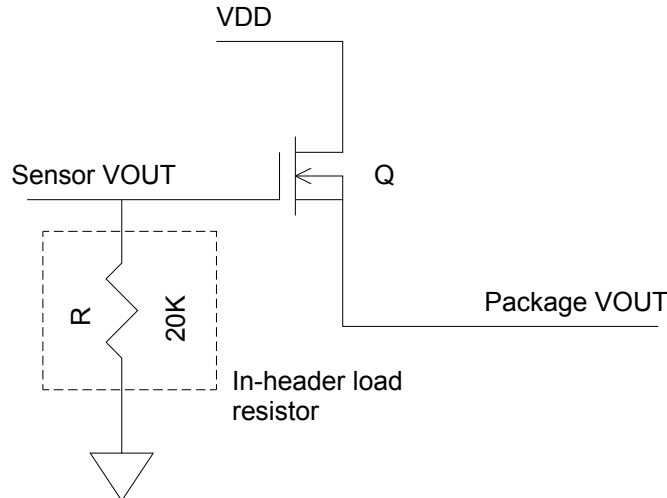 VDD
Sensor VOUT
Q
Package VOUT
R
20K
In-header load
resistor